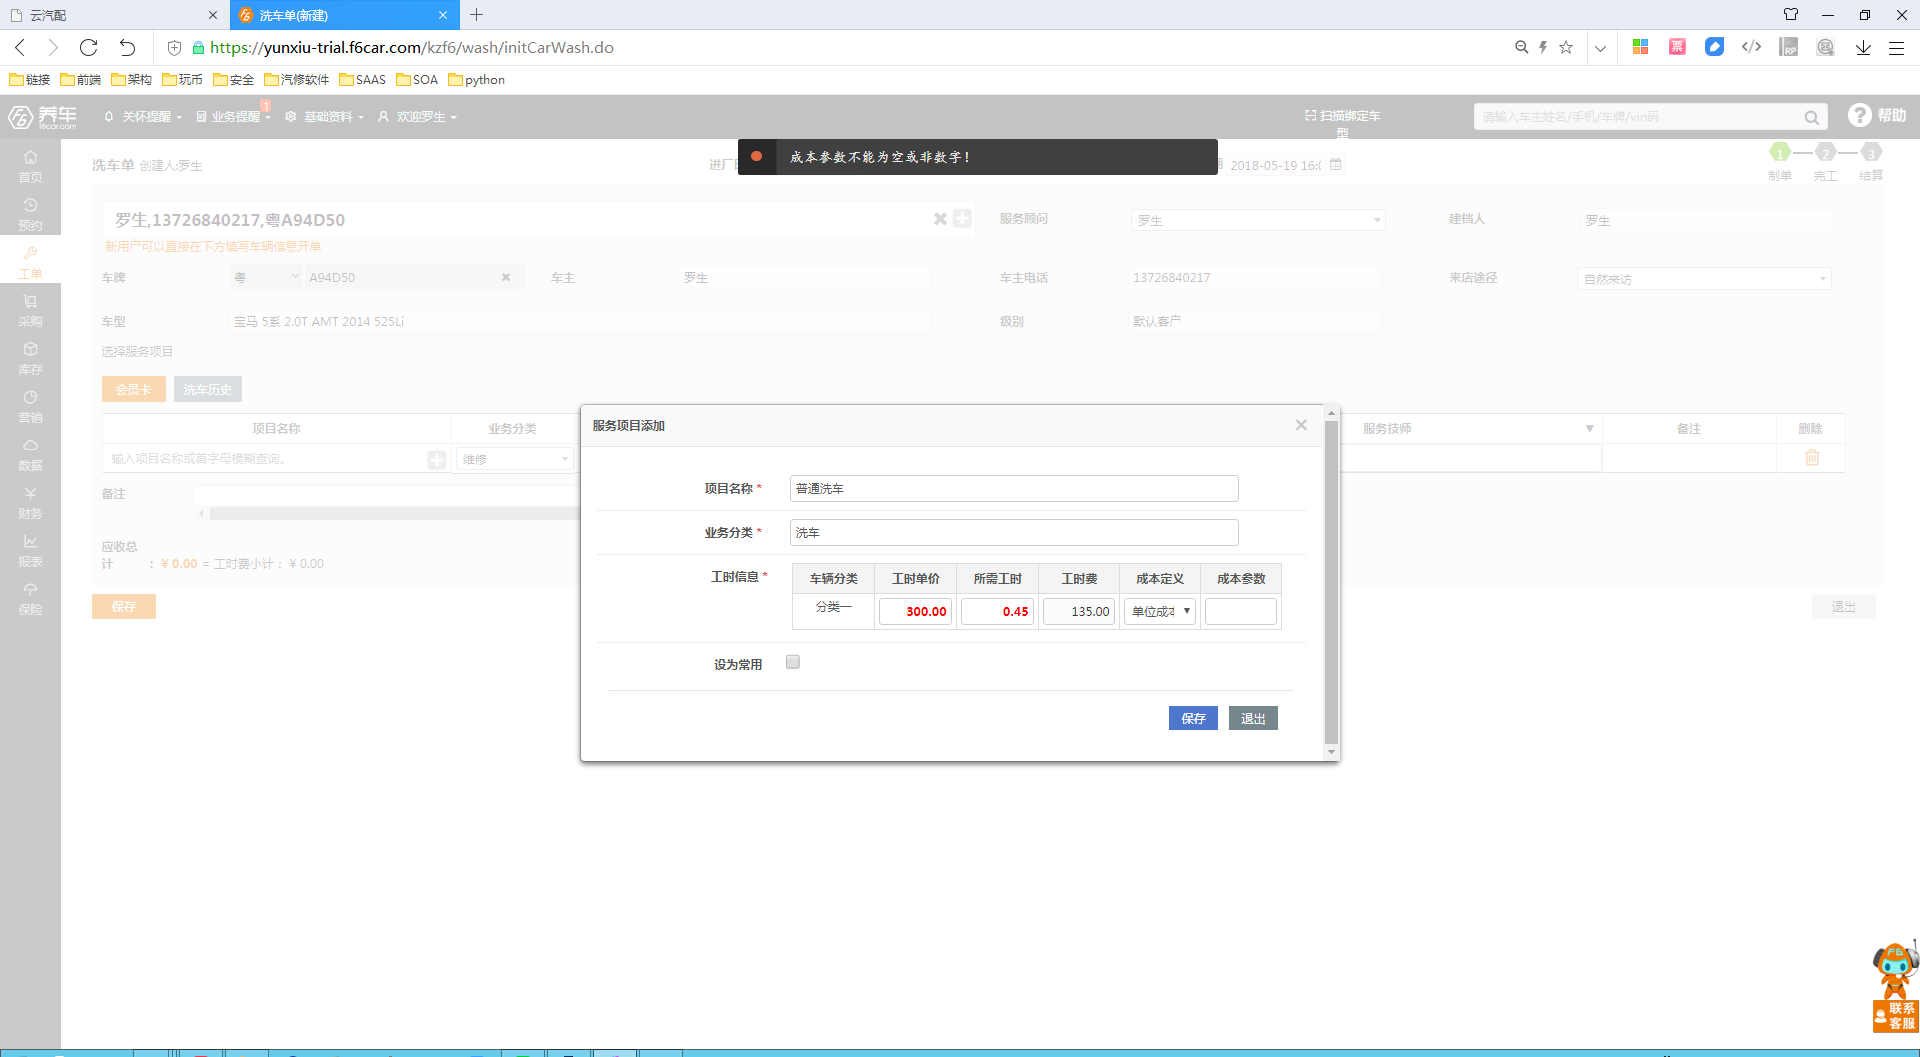 云汽配
洗车单(新建)
https://yunxiu-trial.f6car.com/kzf6/wash/initCarWash.do
链接 前端 架构 玩币 安全 汽修软件 SAAS SOA python
F6 养车 f6car.com
关怀提醒 业务提醒 1 基础资料 欢迎罗生
扫描绑定车型
请输入车主姓名/手机/车牌/vin码
帮助
首页
预约
工单
采购
库存
营销
数据
财务
报表
保险
洗车单 创建人:罗生
进厂
成本参数不能为空或非数字!
2018-05-19 16:0
1 2 3
制单 完工 结算
罗生,13726840217,粤A94D50
新用户可以直接在下方填写车辆信息开单
服务顾问 罗生 建档人 罗生
车牌 粤 A94D50 车主 罗生 车主电话 13726840217 来店途径 自然来访
车型 宝马 5系 2.0T AMT 2014 525Li 级别 默认客户
选择服务项目
会员卡 洗车历史
项目名称 业务分类 服务技师 备注 删除
输入项目名称或首字母模糊查询。 维修
备注
应收总计 : ¥ 0.00 = 工时费小计: ¥ 0.00
保存 退出
服务项目添加
项目名称 * 普通洗车
业务分类 * 洗车
工时信息 * 车辆分类 工时单价 所需工时 工时费 成本定义 成本参数
分类一 300.00 0.45 135.00 单位成本
设为常用
保存 退出
F6
联系
客服